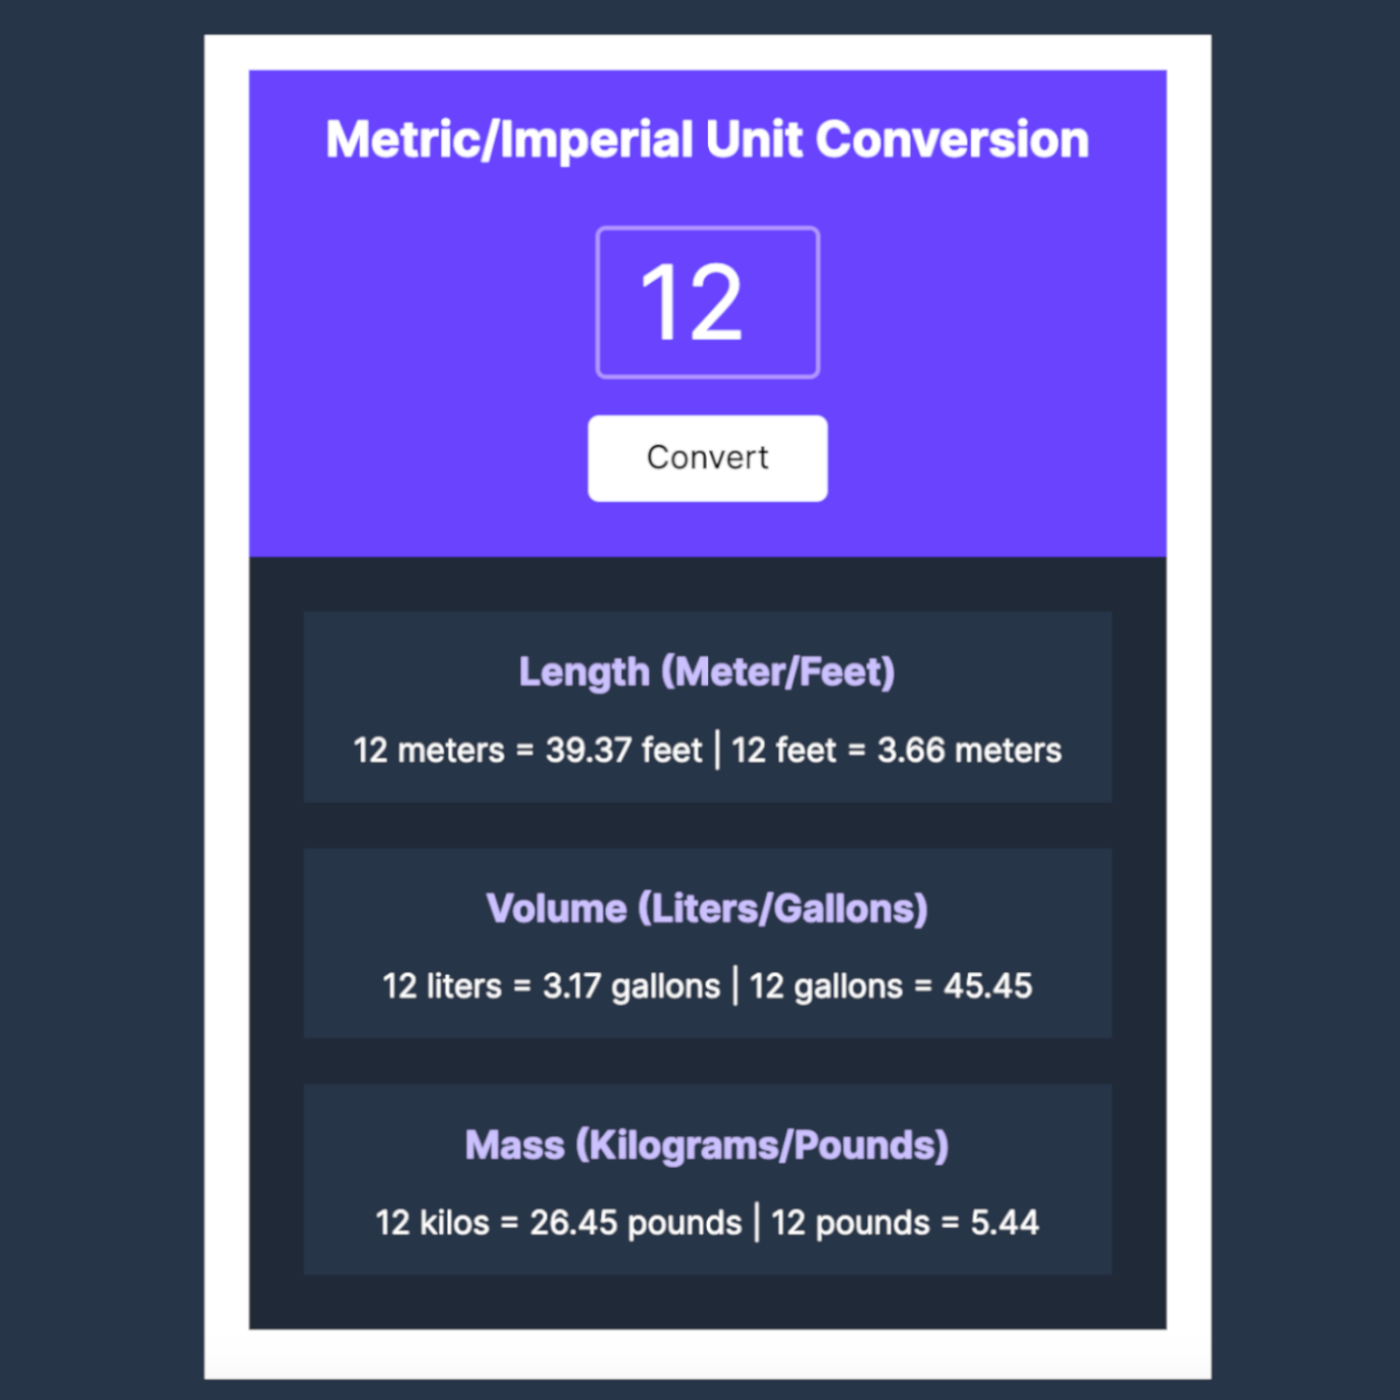 Metric/Imperial Unit Conversion
12
Convert
Length (Meter/Feet)
12 meters = 39.37 feet | 12 feet = 3.66 meters
Volume (Liters/Gallons)
12 liters = 3.17 gallons | 12 gallons = 45.45
Mass (Kilograms/Pounds)
12 kilos = 26.45 pounds | 12 pounds = 5.44